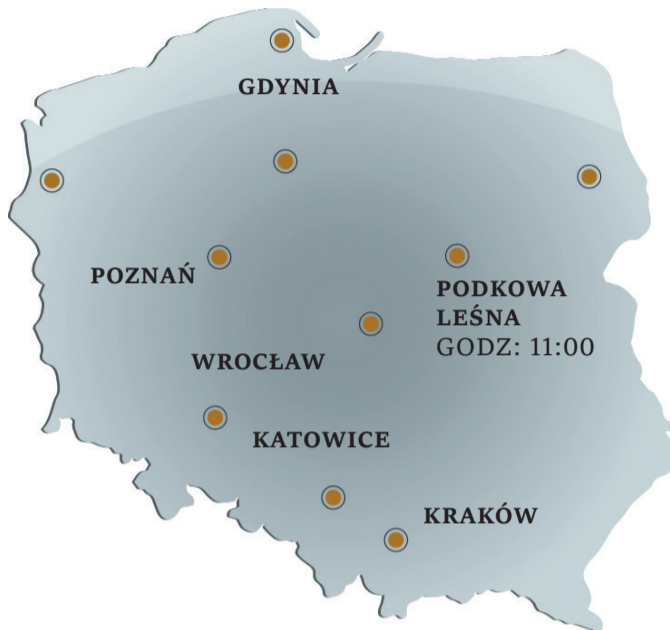 GDYNIA
POZNAŃ
PODKOWA
LEŚNA
GODZ: 11:00
WROCŁAW
KATOWICE
KRAKÓW